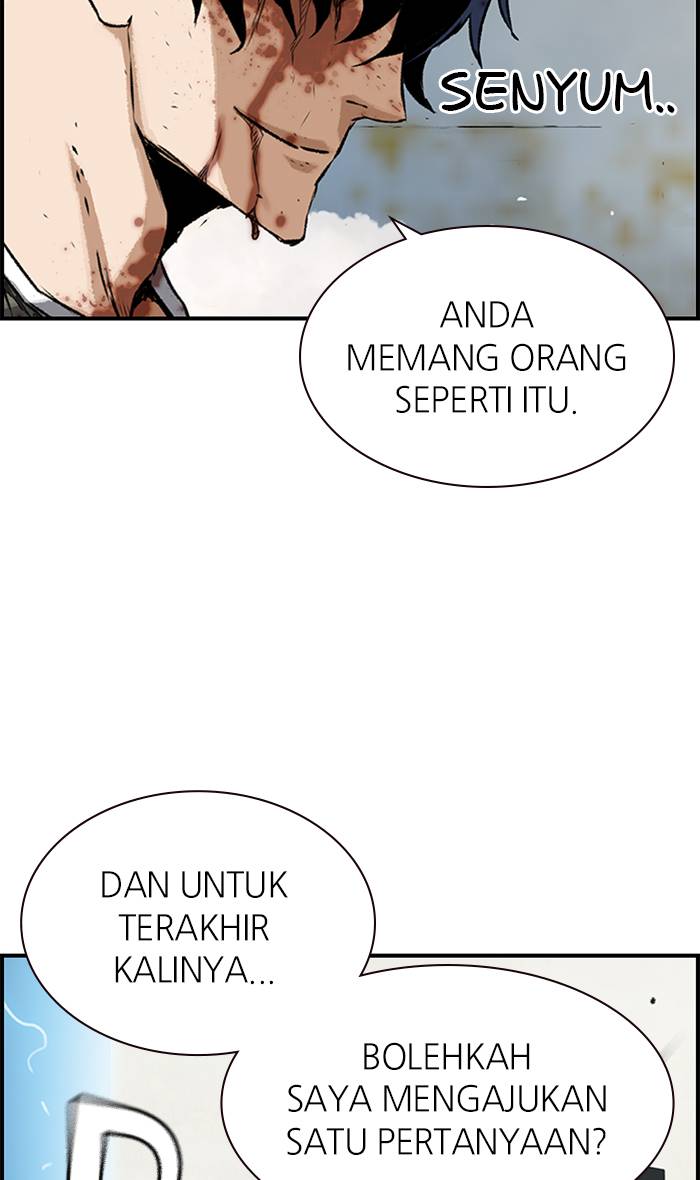 SENYUM..
ANDA
MEMANG ORANG
SEPERTI ITU.
DAN UNTUK
TERAKHIR
KALINYA...
BOLEHKAH
SAYA MENGAJUKAN
SATU PERTANYAAN?